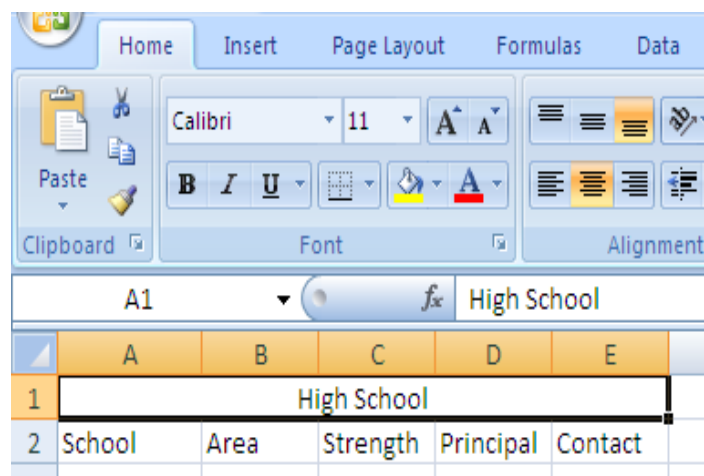 Home Insert Page Layout Formulas Data
Calibri 11 A A
Paste
B I U A
Clipboard Font Alignment
A1 fx High School
A B C D E
1 High School
2 School Area Strength Principal Contact